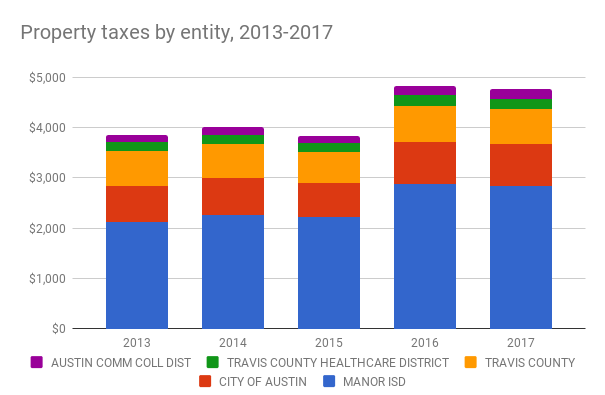 Property taxes by entity, 2013-2017
$5,000
$4,000
$3,000
$2,000
$1,000
$0
2013 2014 2015 2016 2017
AUSTIN COMM COLL DIST TRAVIS COUNTY HEALTHCARE DISTRICT TRAVIS COUNTY
CITY OF AUSTIN MANOR ISD